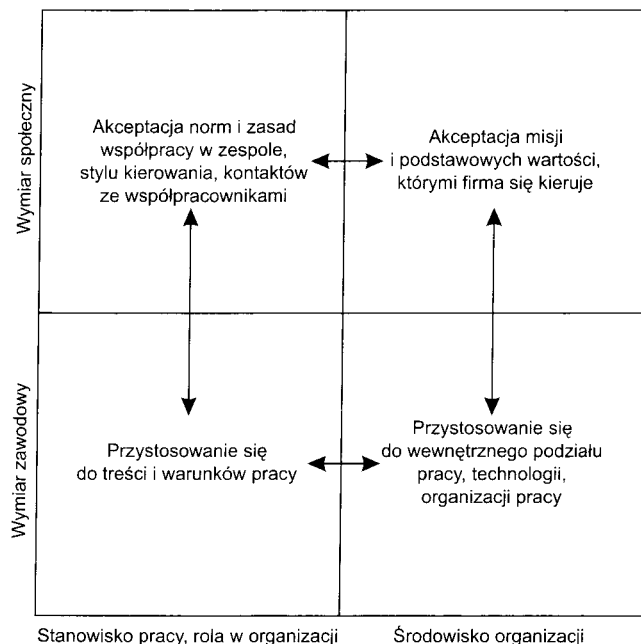 Wymiar społeczny
Akceptacja norm i zasad
współpracy w zespole,
stylu kierowania, kontaktów
ze współpracownikami
Akceptacja misji
i podstawowych wartości,
którymi firma się kieruje
Wymiar zawodowy
Przystosowanie się
do treści i warunków pracy
Przystosowanie się
do wewnętrznego podziału
pracy, technologii,
organizacji pracy
Stanowisko pracy, rola w organizacji
Środowisko organizacji